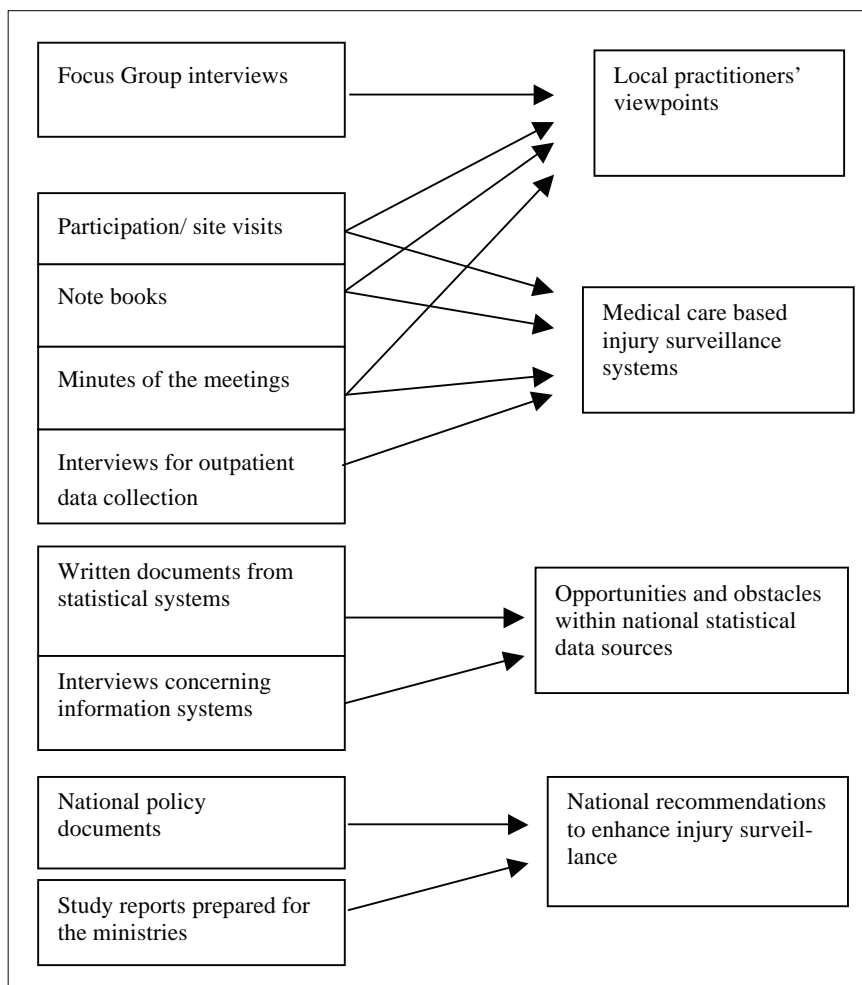 Focus Group interviews
Participation/ site visits
Note books
Minutes of the meetings
Interviews for outpatient
data collection
Written documents from
statistical systems
Interviews concerning
information systems
National policy
documents
Study reports prepared for
the ministries
Local practitioners’
viewpoints
Medical care based
injury surveillance
systems
Opportunities and obstacles
within national statistical
data sources
National recommendations
to enhance injury surveil-
lance